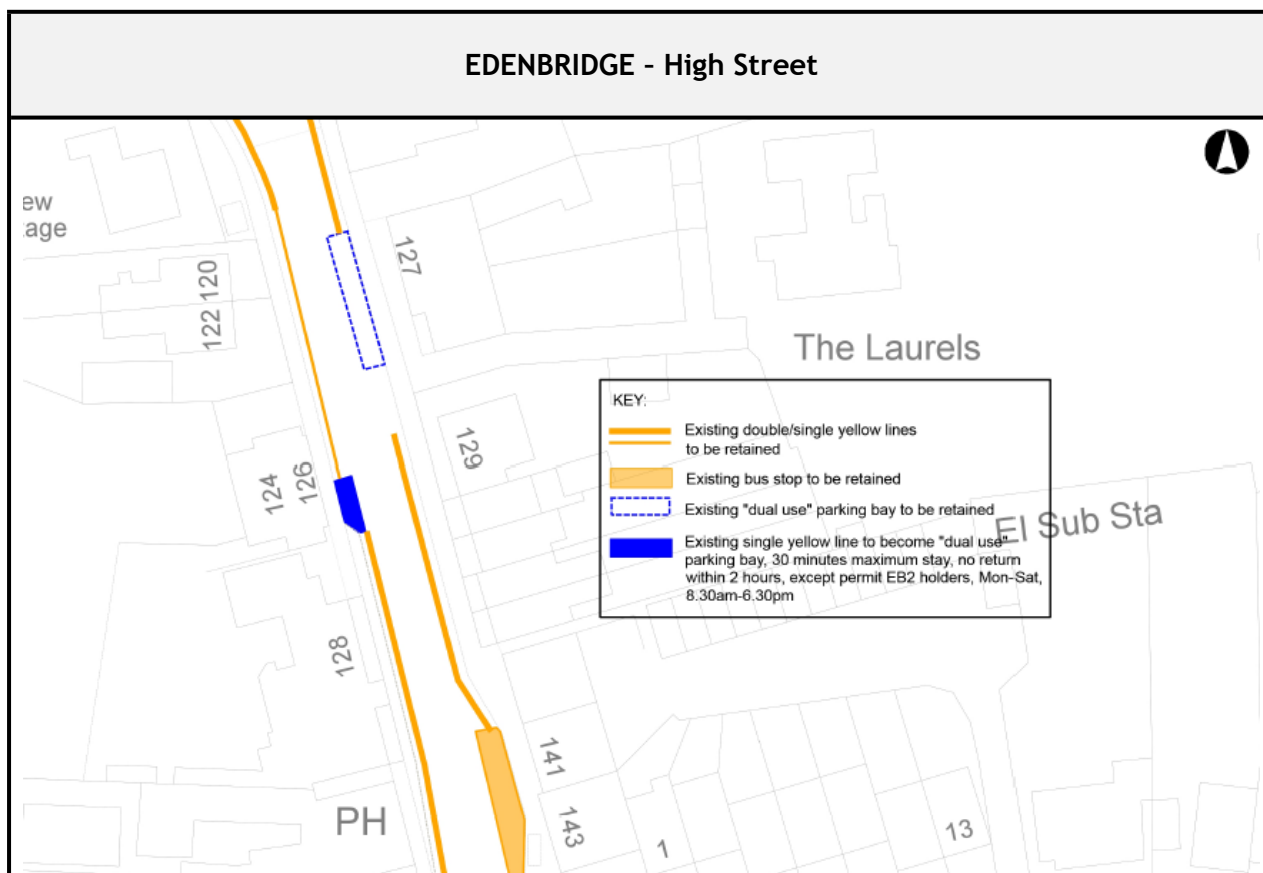 EDENBRIDGE – High Street
ew
age
120
122
127
The Laurels
KEY:
Existing double/single yellow lines
to be retained
Existing bus stop to be retained
Existing "dual use" parking bay to be retained
Existing single yellow line to become "dual use"
parking bay, 30 minutes maximum stay, no return
within 2 hours, except permit EB2 holders, Mon-Sat,
8.30am-6.30pm
129
124
126
El Sub Sta
128
141
143
PH
1
13